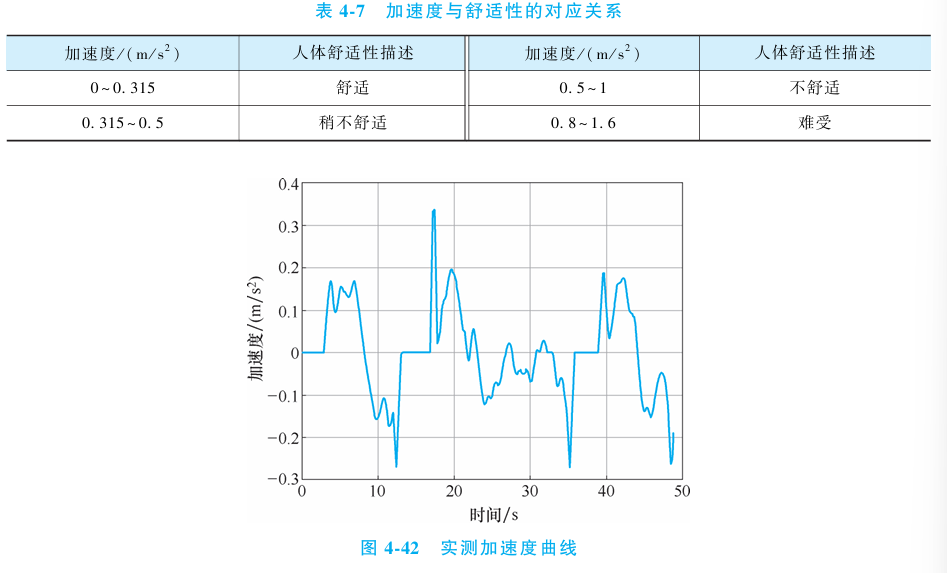 表 4-7 加速度与舒适性的对应关系
加速度/(m/s²) 人体舒适性描述 加速度/(m/s²) 人体舒适性描述
0~0.315 舒适 0.5~1 不舒适
0.315~0.5 稍不舒适 0.8~1.6 难受
0.4
0.3
0.2
0.1
0
−0.1
−0.2
−0.3
加速度/(m/s²)
0 10 20 30 40 50
时间/s
图 4-42 实测加速度曲线